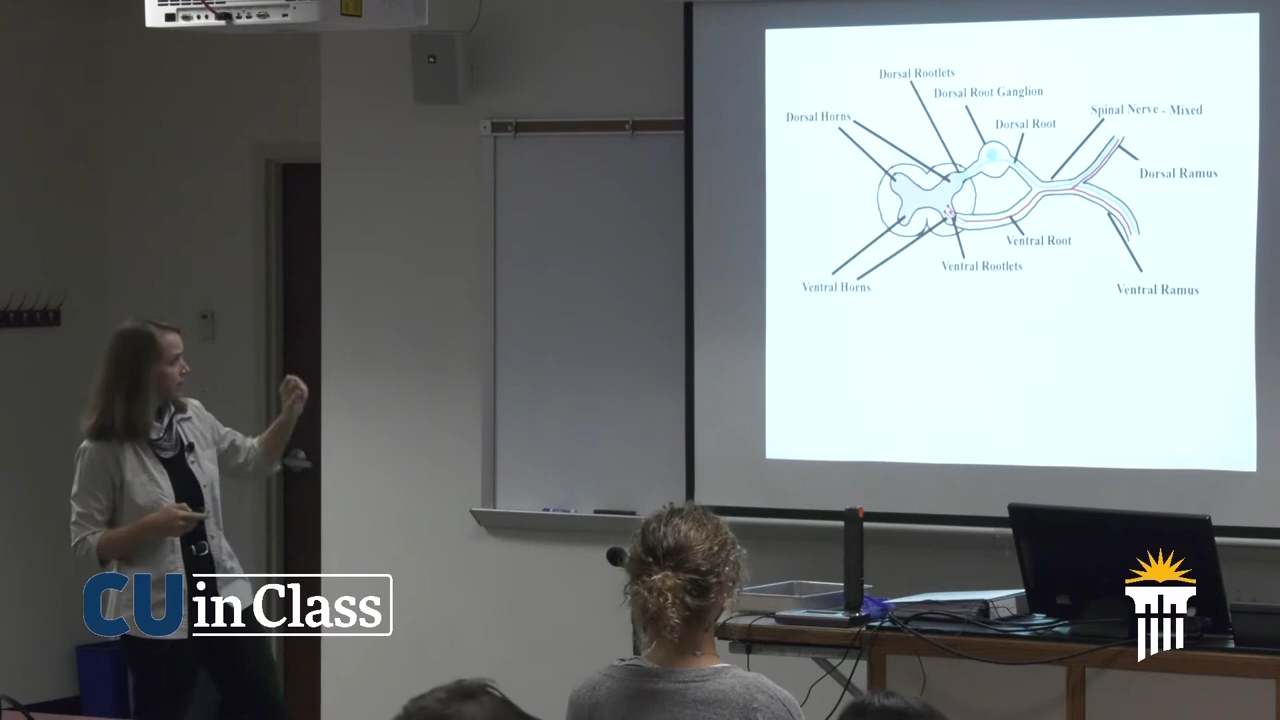 Dorsal Rootlets
Dorsal Root Ganglion
Dorsal Horns
Dorsal Root
Spinal Nerve - Mixed
Dorsal Ramus
Ventral Root
Ventral Rootlets
Ventral Horns
Ventral Ramus
CU in Class